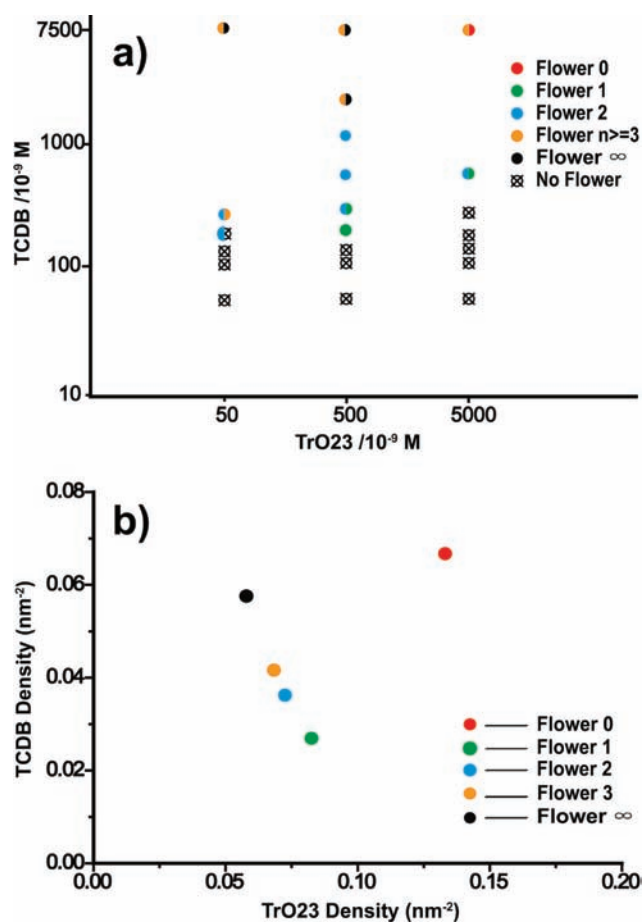 a)
7500
1000
100
10
TCDB /10⁻⁹ M
50 500 5000
TrO23 /10⁻⁹ M
Flower 0
Flower 1
Flower 2
Flower n>=3
Flower ∞
No Flower
b)
0.08
0.06
0.04
0.02
0.00
TCDB Density (nm⁻²)
0.00 0.05 0.10 0.15 0.20
TrO23 Density (nm⁻²)
Flower 0
Flower 1
Flower 2
Flower 3
Flower ∞